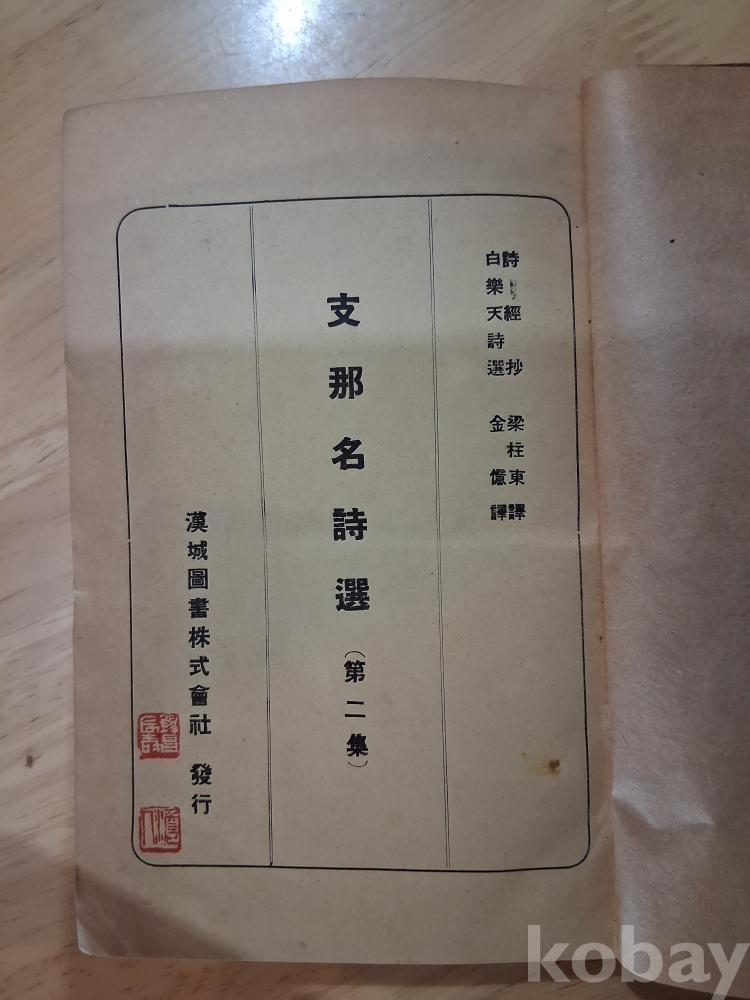 詩經抄 梁柱東譯
白樂天詩選 金億譯
支那名詩選(第二集)
漢城圖書株式會社 發行
kobay